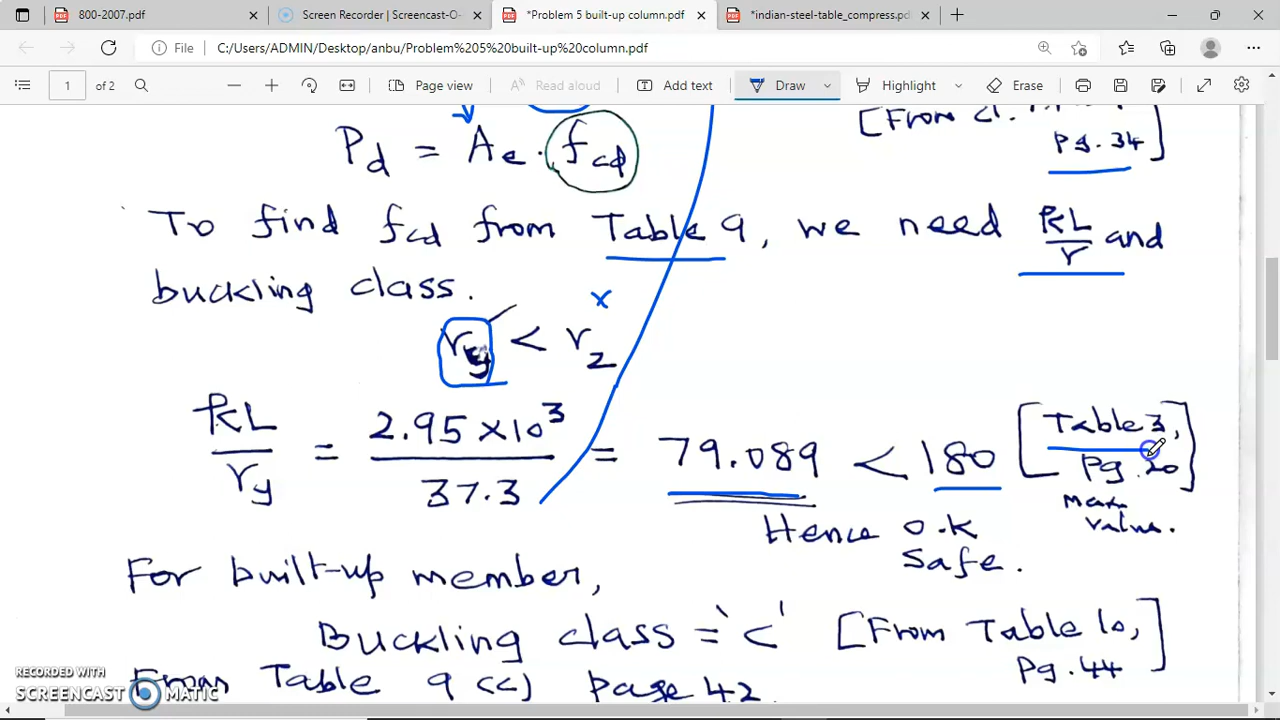 800-2007.pdf
Screen Recorder | Screencast-O-
*Problem 5 built-up column.pdf
*indian-steel-table_compress.pd
File
C:/Users/ADMIN/Desktop/anbu/Problem%205%20built-up%20column.pdf
1 of 2
Page view
Read aloud
Add text
Draw
Highlight
Erase
[From cl.
Pg. 34]
Pd = Ae . fcd
To find fcd from Table 9, we need KL/r and
buckling class.
ry < rz x
KL/ry = 2.95 × 10^3 / 37.3 = 79.089 < 180 [Table 3,
Pg. 20]
max value.
Hence O.K
Safe.
For built-up member,
Buckling class = 'c' [From Table 10,
Pg. 44]
From Table 9 (c) page 42
RECORDED WITH
SCREENCAST MATIC